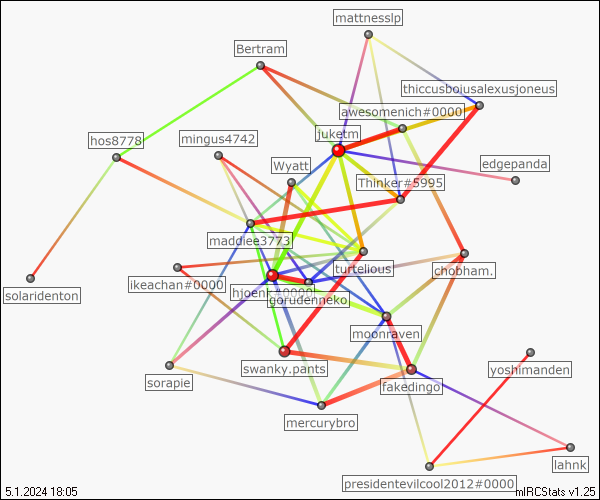 mattnesslp
Bertram
thiccusbojusalexusjoneus
awesomenich#0000
juketm
hos8778
mingus4742
Wyatt
edgepanda
Thinker#5995
maddiee3773
turtelious
chobham.
ikeachan#0000
hjoenk#0000
gorudenneko
solaridenton
moonraven
swanky.pants
yoshimanden
sorapie
fakedingo
mercurybro
lahnk
presidentevilcool2012#0000
5.1.2024 18:05
mIRCStats v1.25